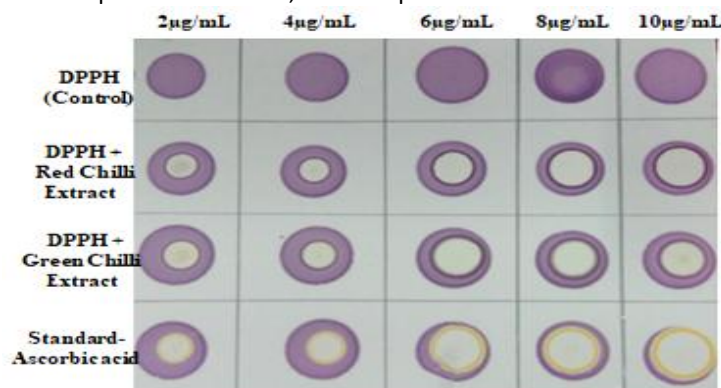 2µg/mL 4µg/mL 6µg/mL 8µg/mL 10µg/mL
DPPH
(Control)
DPPH +
Red Chilli
Extract
DPPH +
Green Chilli
Extract
Standard-
Ascorbic acid